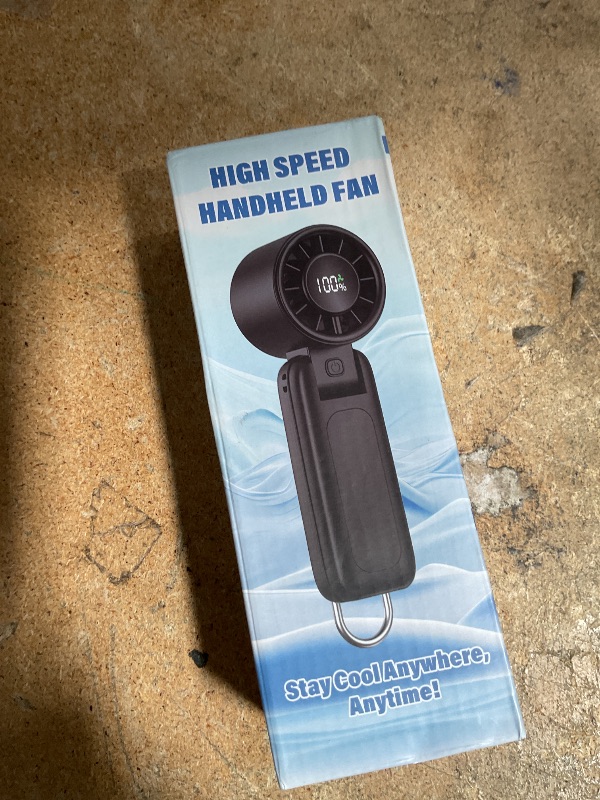 HIGH SPEED
HANDHELD FAN
100%
Stay Cool Anywhere,
Anytime!